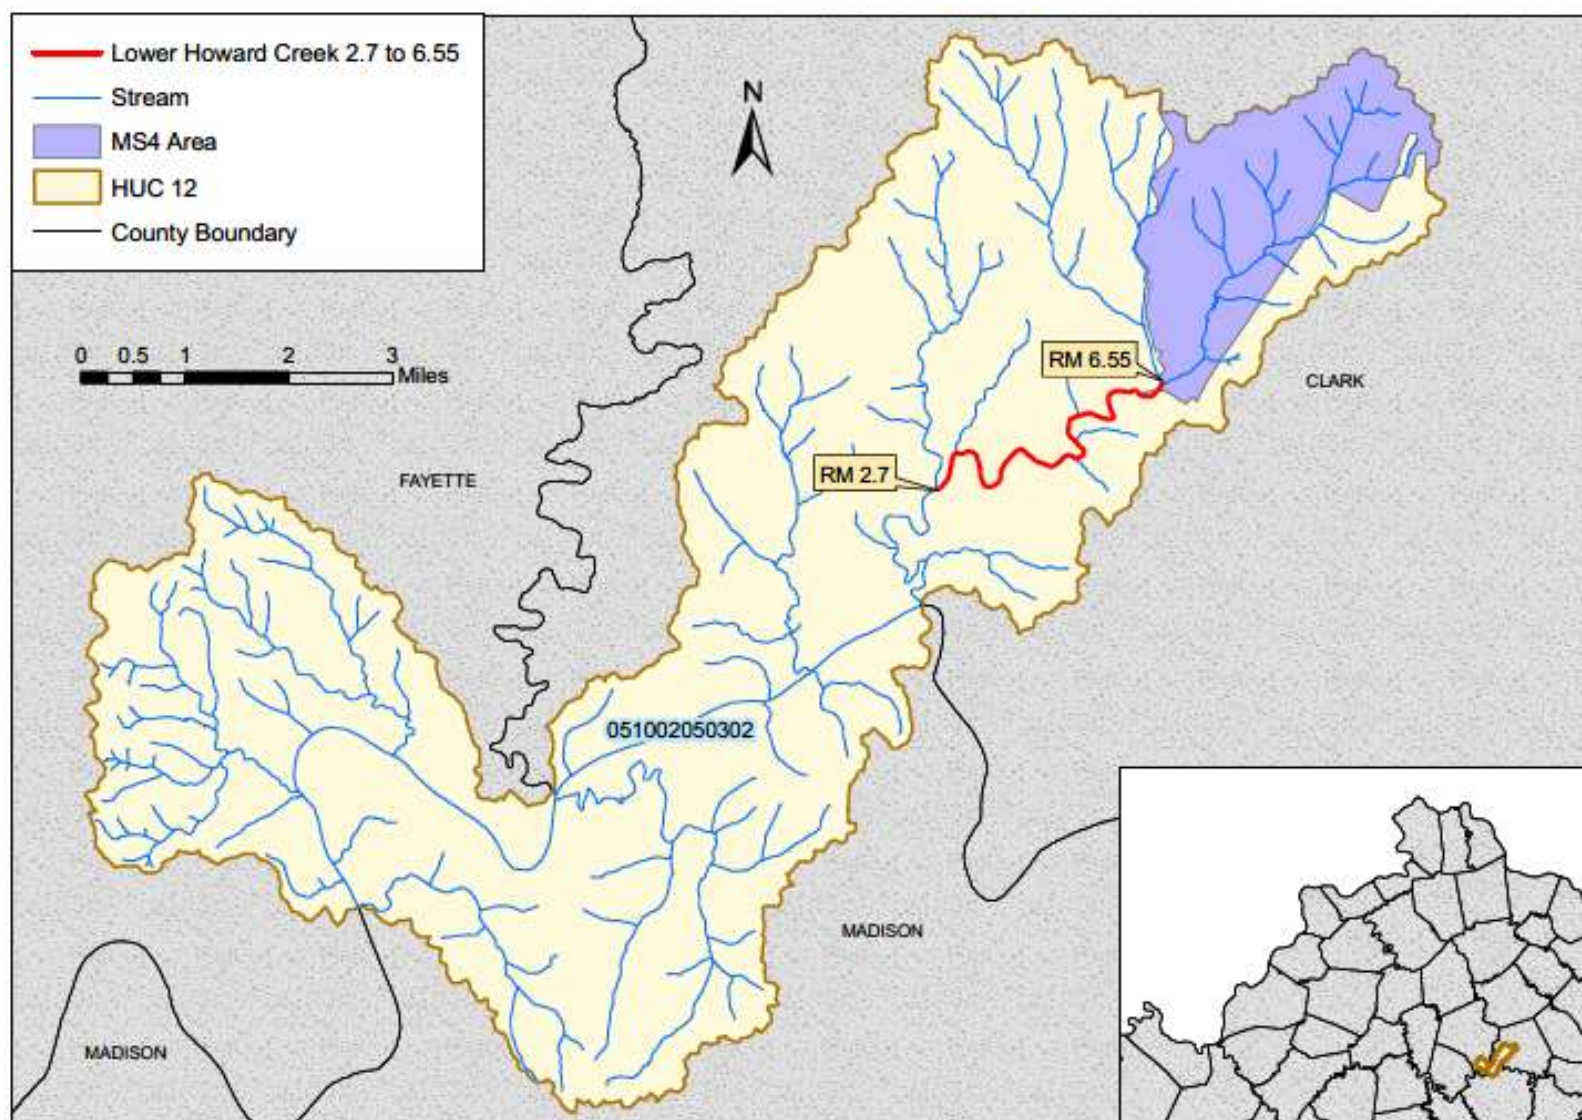 Lower Howard Creek 2.7 to 6.55
Stream
MS4 Area
HUC 12
County Boundary
N
0 0.5 1 2 3
Miles
RM 6.55
CLARK
RM 2.7
FAYETTE
051002050302
MADISON
MADISON